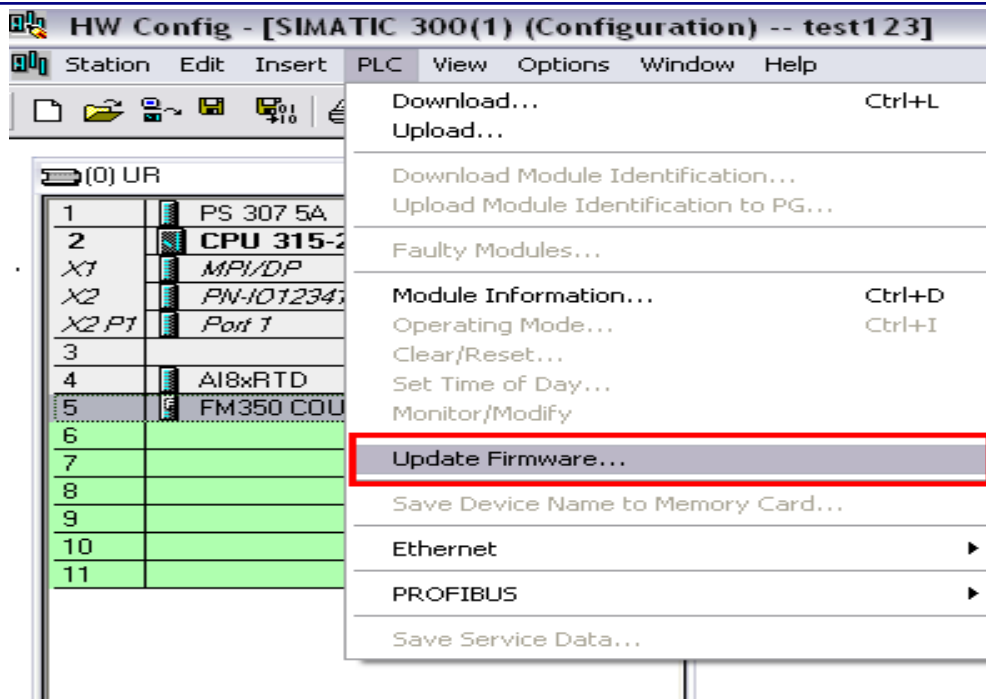 HW Config - [SIMATIC 300(1) (Configuration) -- test123]
Station Edit Insert PLC View Options Window Help
(0) UR
1 PS 307 5A
2 CPU 315-2
X1 MPI/DP
X2 PN-IO12347
X2 P1 Port 1
3
4 AI8xRTD
5 FM350 COU
6
7
8
9
10
11
Download... Ctrl+L
Upload...
Download Module Identification...
Upload Module Identification to PG...
Faulty Modules...
Module Information... Ctrl+D
Operating Mode... Ctrl+I
Clear/Reset...
Set Time of Day...
Monitor/Modify
Update Firmware...
Save Device Name to Memory Card...
Ethernet
PROFIBUS
Save Service Data...